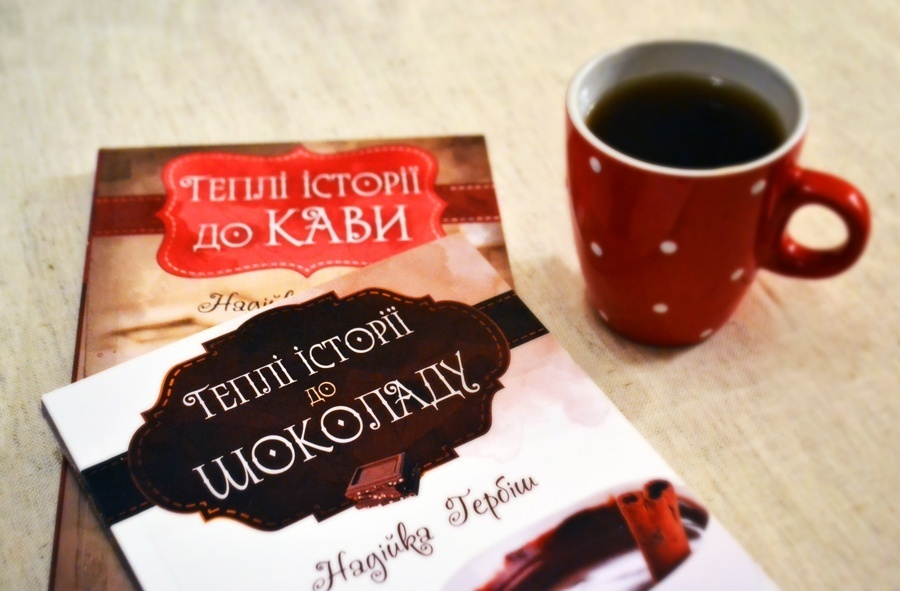 Теплі історії
до КАВИ
Теплі історії
до
ШОКОЛАДУ
Надійка Гербіш